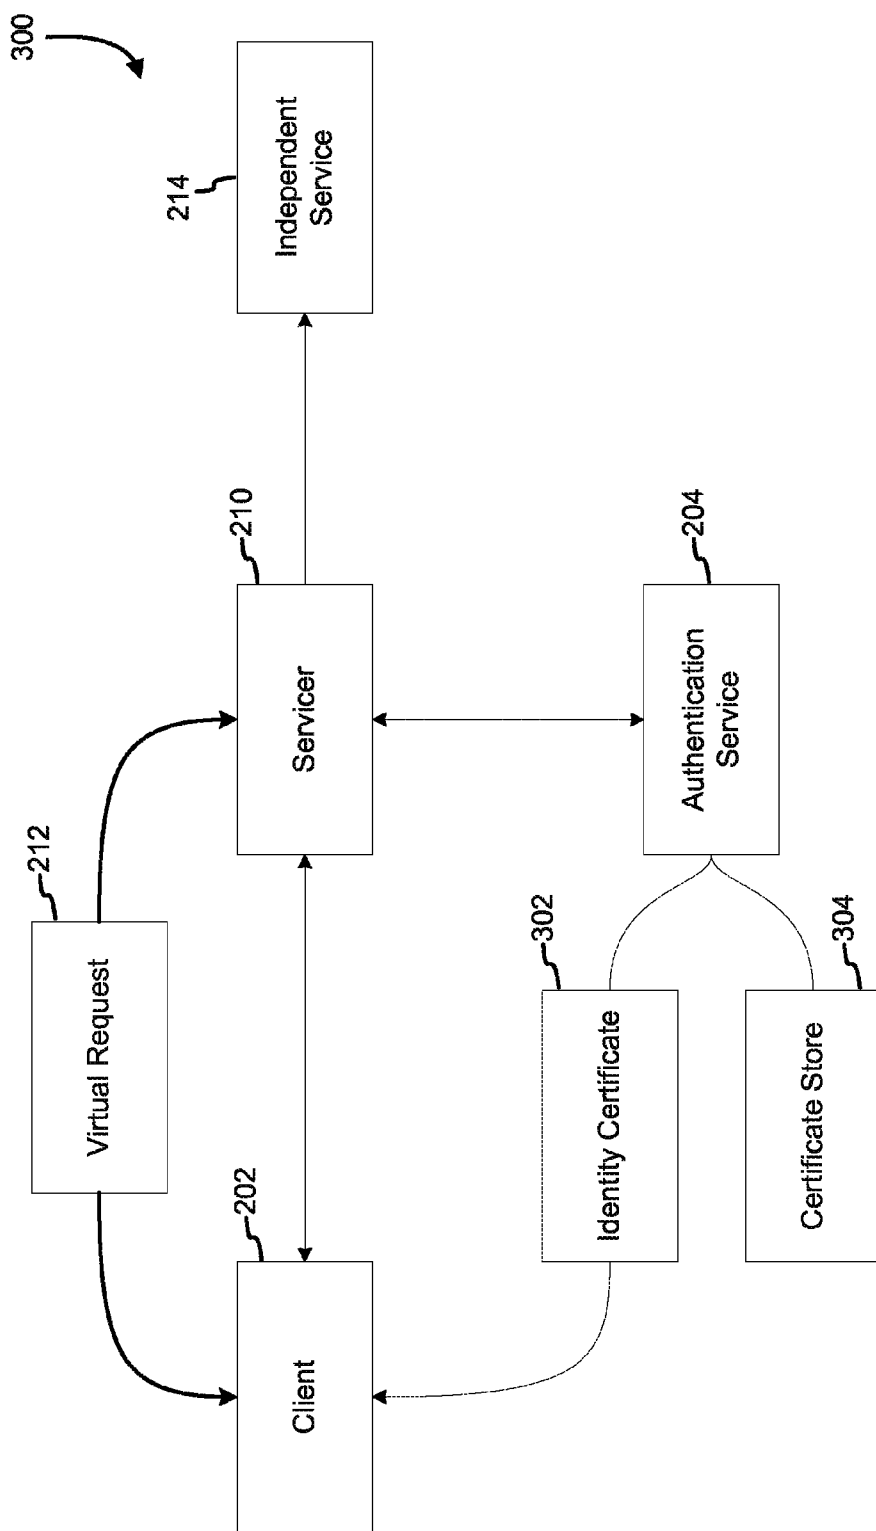 300
212
Virtual Request
202
Client
210
Servicer
214
Independent
Service
302
Identity Certificate
204
Authentication
Service
304
Certificate Store